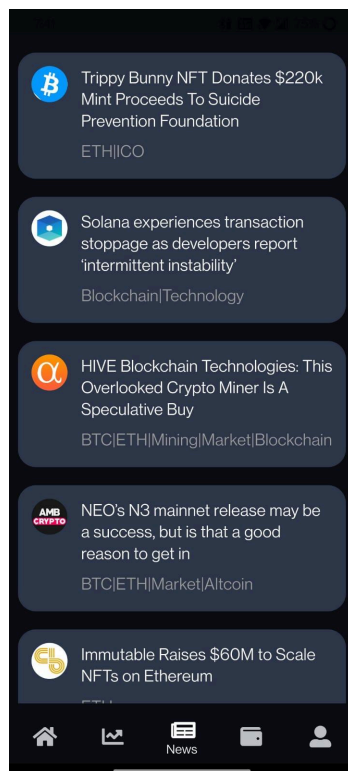 Trippy Bunny NFT Donates $220k
Mint Proceeds To Suicide
Prevention Foundation
ETH|ICO
Solana experiences transaction
stoppage as developers report
‘intermittent instability’
Blockchain|Technology
HIVE Blockchain Technologies: This
Overlooked Crypto Miner Is A
Speculative Buy
BTC|ETH|Mining|Market|Blockchain
AMB
CRYPTO
NEO’s N3 mainnet release may be
a success, but is that a good
reason to get in
BTC|ETH|Market|Altcoin
Immutable Raises $60M to Scale
NFTs on Ethereum
News